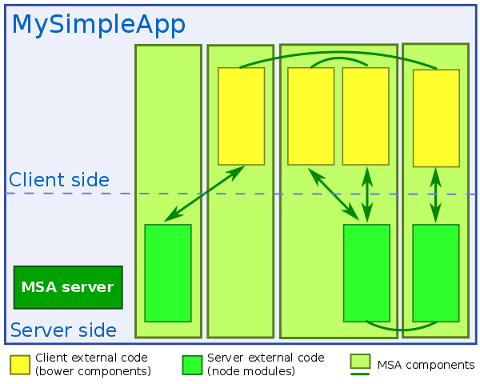 MySimpleApp
Client side
MSA server
Server side
Client external code
(bower components)
Server external code
(node modules)
MSA components